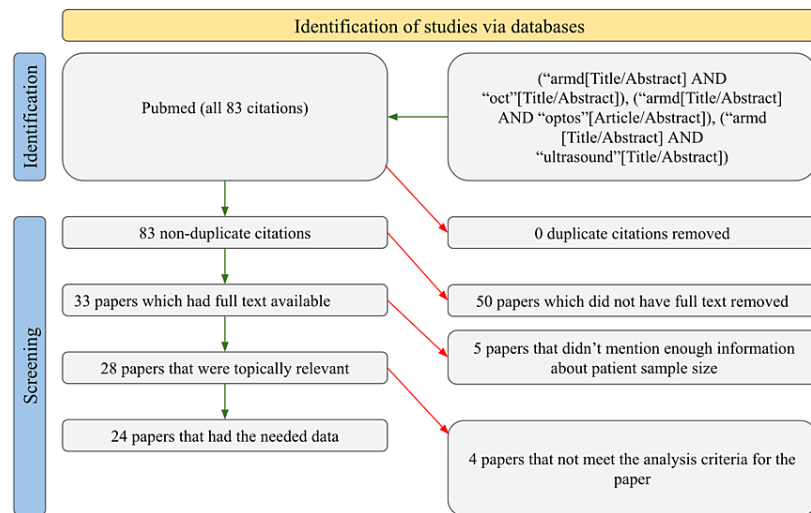 Identification of studies via databases
Identification
Pubmed (all 83 citations)
(“armd[Title/Abstract] AND
“oct”[Title/Abstract]), (“armd[Title/Abstract]
AND “optos”[Article/Abstract]), (“armd
[Title/Abstract] AND
“ultrasound”[Title/Abstract])
Screening
83 non-duplicate citations
0 duplicate citations removed
33 papers which had full text available
50 papers which did not have full text removed
28 papers that were topically relevant
5 papers that didn’t mention enough information
about patient sample size
24 papers that had the needed data
4 papers that not meet the analysis criteria for the
paper